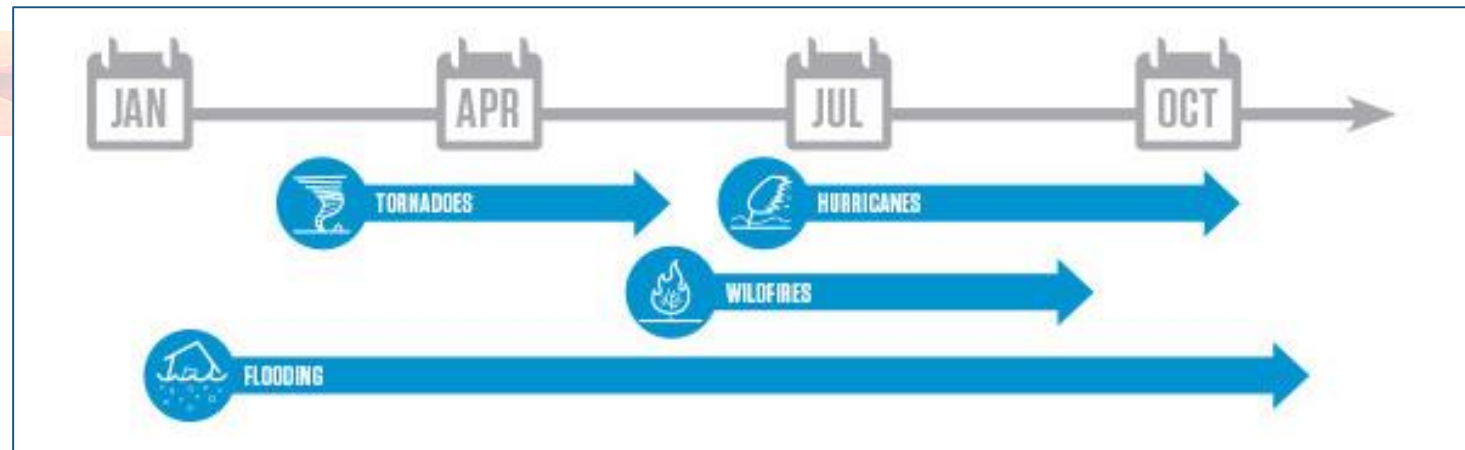 JAN APR JUL OCT
TORNADOES HURRICANES
WILDFIRES
FLOODING